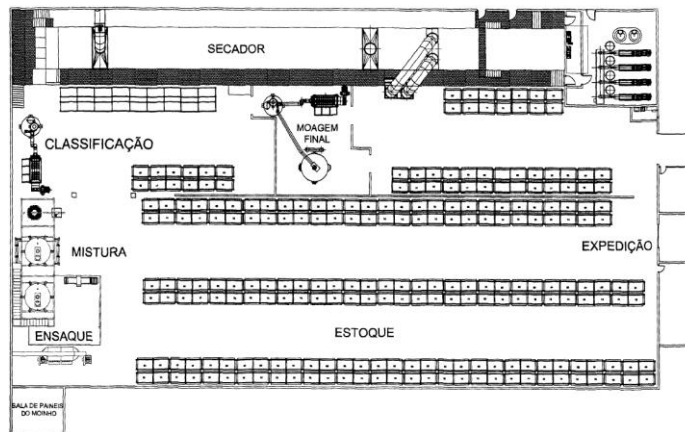 SECADOR
CLASSIFICAÇÃO
MOAGEM
FINAL
MISTURA
EXPEDIÇÃO
ESTOQUE
ENSAQUE
SALA DE PAINEIS
DO MOINHO